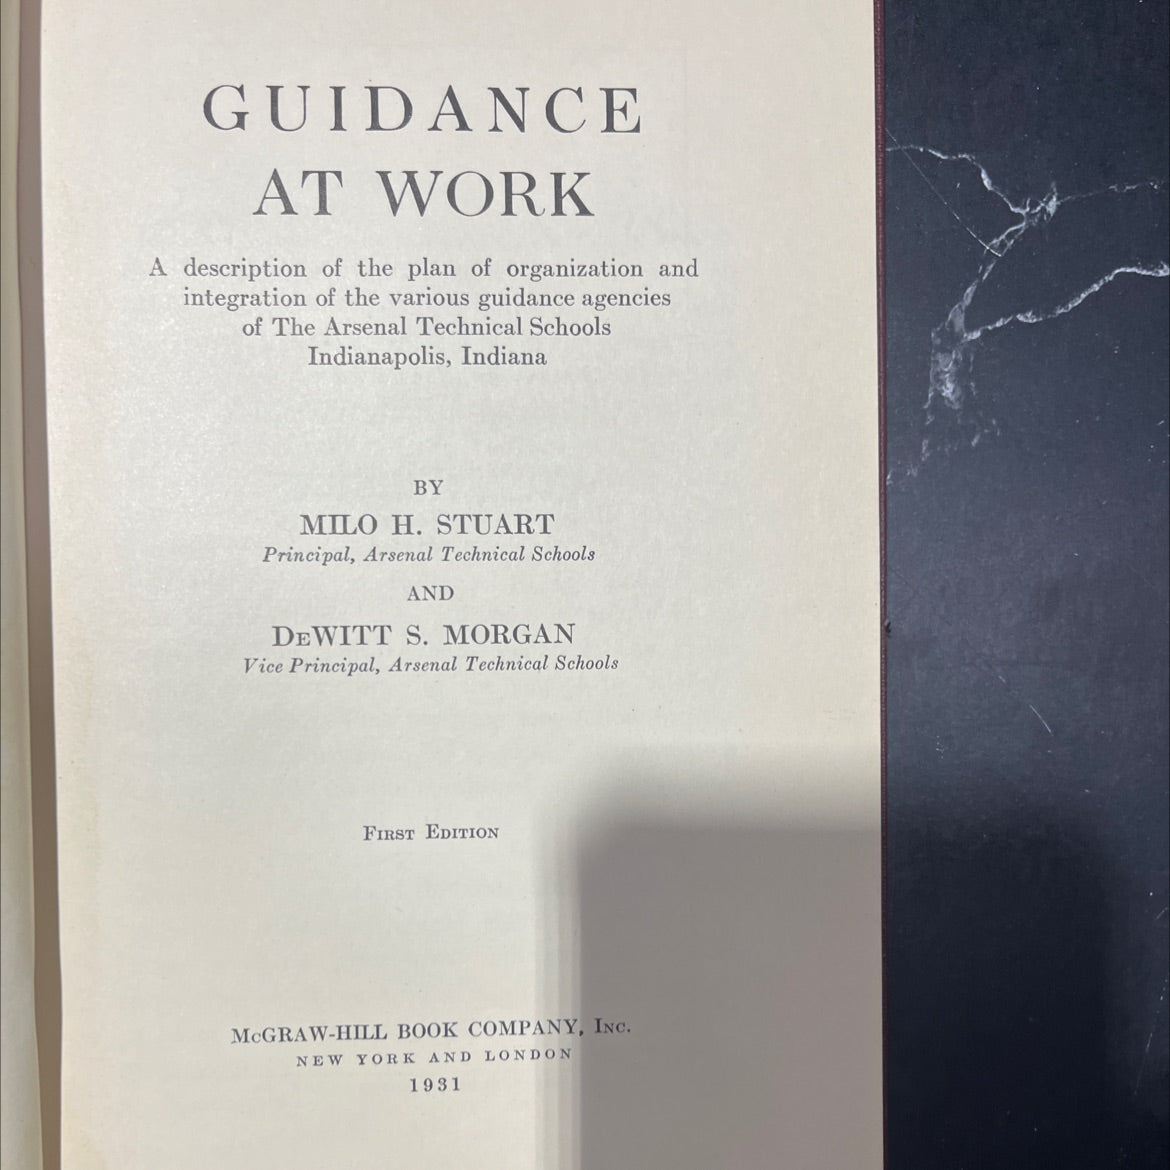 GUIDANCE
AT WORK
A description of the plan of organization and
integration of the various guidance agencies
of The Arsenal Technical Schools
Indianapolis, Indiana
BY
MILO H. STUART
Principal, Arsenal Technical Schools
AND
DeWITT S. MORGAN
Vice Principal, Arsenal Technical Schools
First Edition
McGRAW-HILL BOOK COMPANY, Inc.
NEW YORK AND LONDON
1931